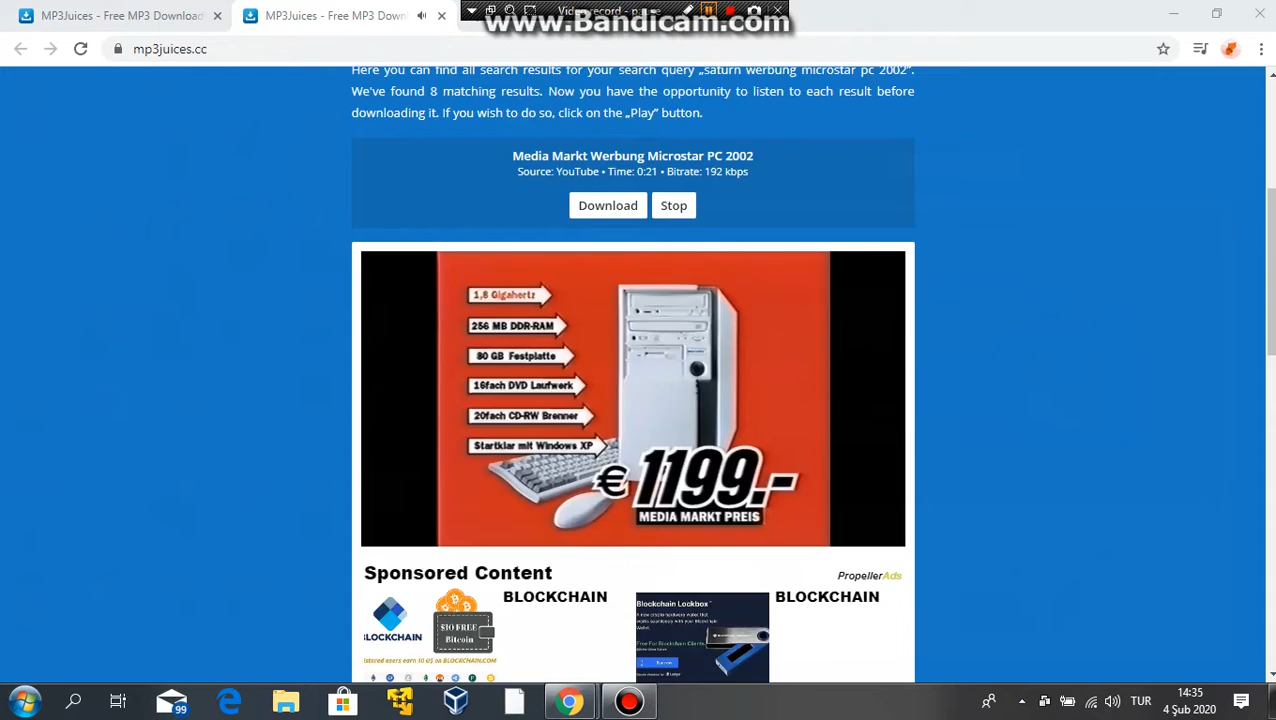 MP3Juices - Free MP3 Download
MP3Juices - Free MP3 Down
Video record - pause
www.Bandicam.com
mp3juices.cc
Here you can find all search results for your search query „saturn werbung microstar pc 2002”.
We've found 8 matching results. Now you have the opportunity to listen to each result before
downloading it. If you wish to do so, click on the „Play” button.
Media Markt Werbung Microstar PC 2002
Source: YouTube • Time: 0:21 • Bitrate: 192 kbps
Download
Stop
1,8 Gigahertz
256 MB DDR-RAM
80 GB Festplatte
16fach DVD Laufwerk
20fach CD-RW Brenner
Startklar mit Windows XP
€ 1199.-
MEDIA MARKT PREIS
Sponsored Content
PropellerAds
BLOCKCHAIN
BLOCKCHAIN
LOCKCHAIN
$10 FREE
Bitcoin
Blockchain Lockbox
99
TUR
14:35
4 Şub 2020